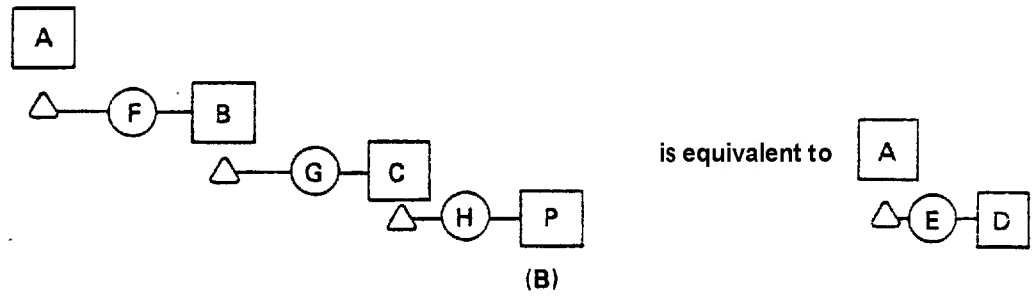 A
F B
G C
H P
(B)
is equivalent to A
E D